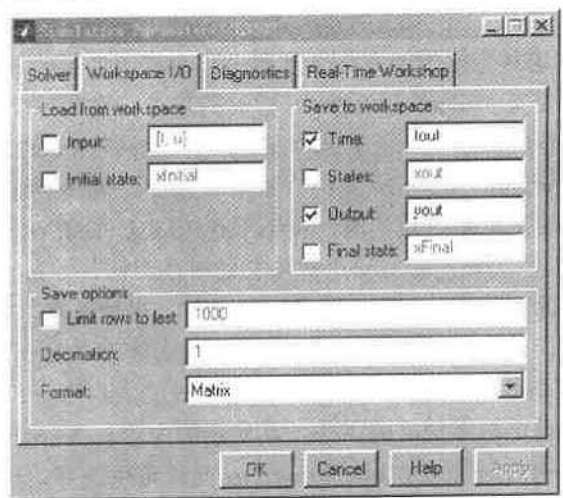 Solver Workspace I/O Diagnostics Real-Time Workshop
Load from workspace
Input: [t, u]
Initial state: xInitial
Save to workspace
Time: tout
States: xout
Output: yout
Final state: xFinal
Save options
Limit rows to last: 1000
Decimation: 1
Format: Matrix
OK Cancel Help Apply